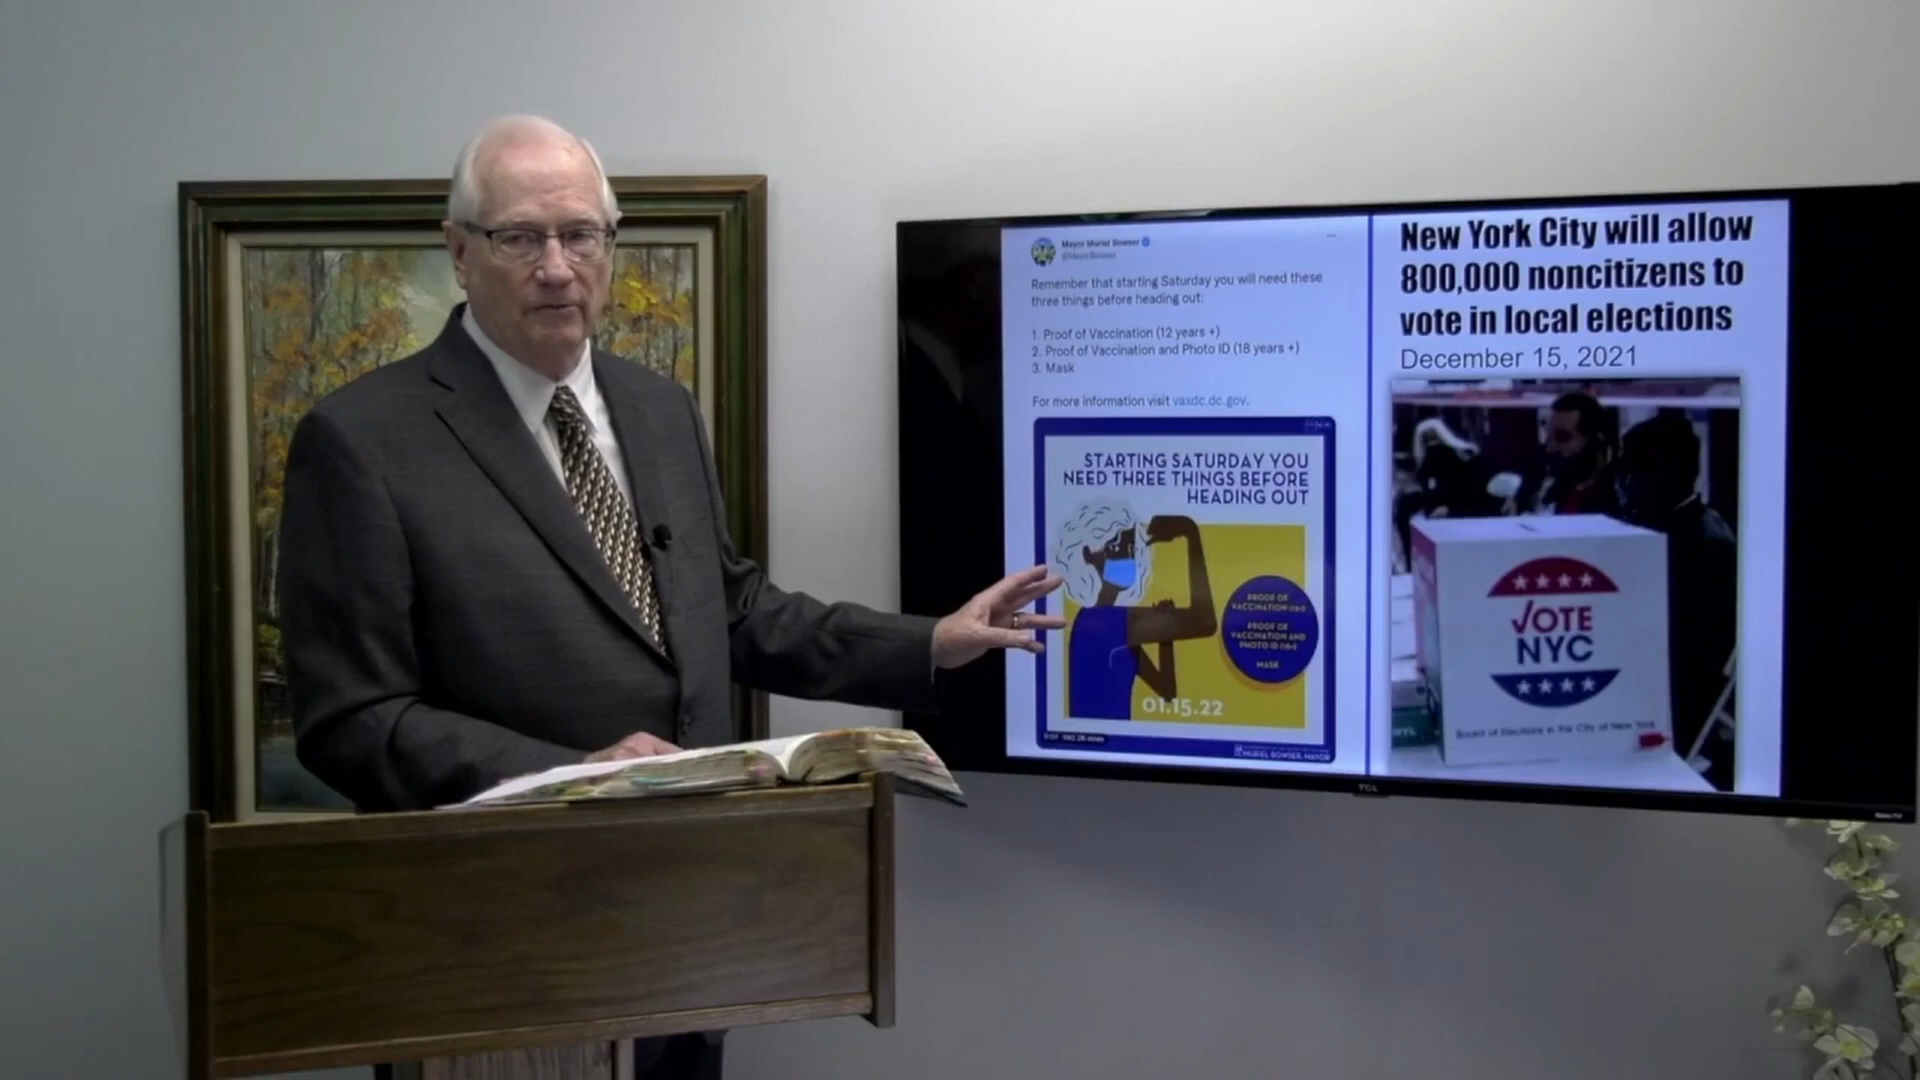 Mayor Muriel Bowser
@MayorBowser
Remember that starting Saturday you will need these
three things before heading out:
1. Proof of Vaccination (12 years +)
2. Proof of Vaccination and Photo ID (18 years +)
3. Mask
For more information visit vaxdc.dc.gov.
STARTING SATURDAY YOU
NEED THREE THINGS BEFORE
HEADING OUT
PROOF OF
VACCINATION (12+)
PROOF OF
VACCINATION AND
PHOTO ID (18+)
MASK
01.15.22
MURIEL BOWSER, MAYOR
New York City will allow
800,000 noncitizens to
vote in local elections
December 15, 2021
VOTE
NYC
Board of Elections in the City of New York
TCL